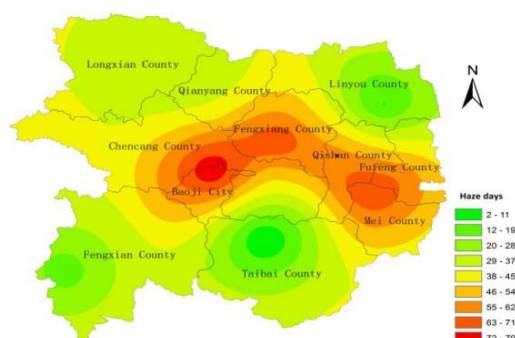 Longxian County
Linyou County
N
Qianyang County
Fengxiang County
Chencang County
Qishan County
FuFeng County
Baoji City
Mei County
Fengxian County
Taibai County
Haze days
2 - 11
12 - 19
20 - 28
29 - 37
38 - 45
46 - 54
55 - 62
63 - 71
72 - 79